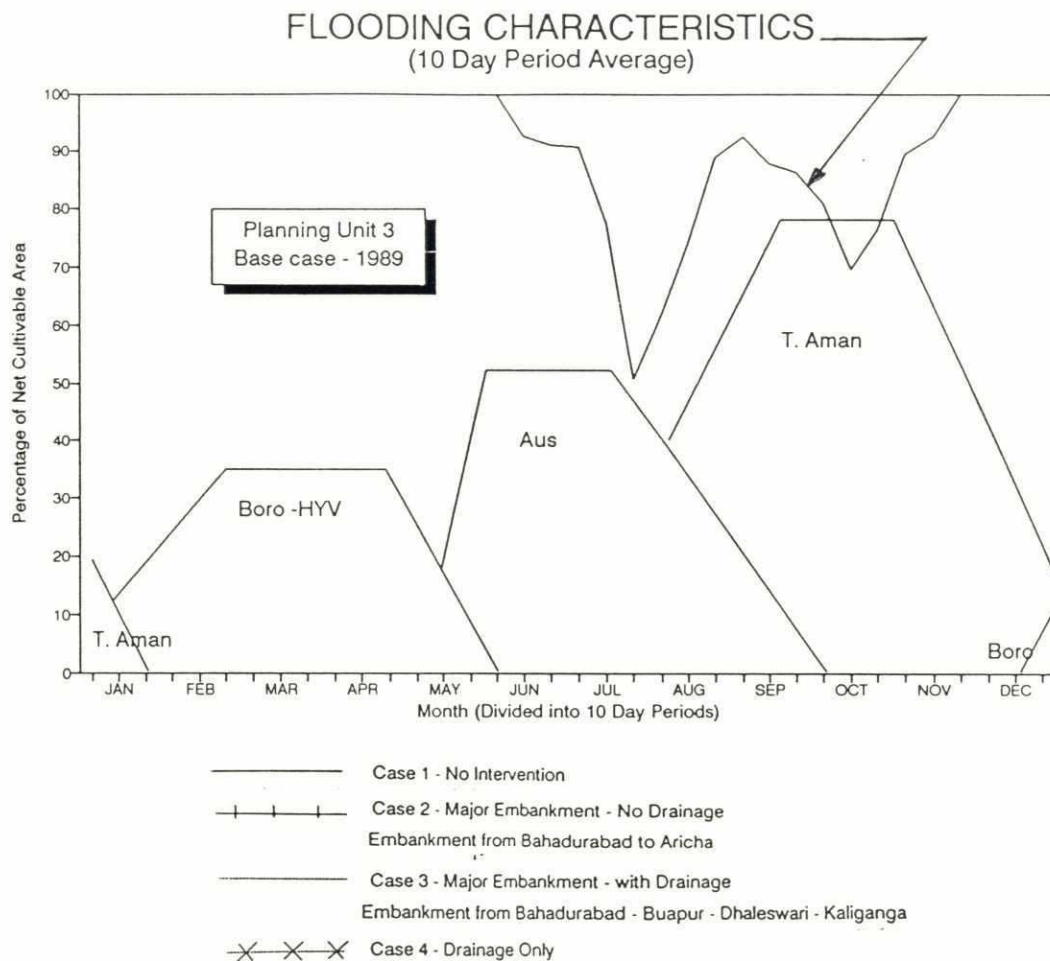 FLOODING CHARACTERISTICS
(10 Day Period Average)
Percentage of Net Cultivable Area
100
90
80
70
60
50
40
30
20
10
0
Planning Unit 3
Base case - 1989
T. Aman
Boro -HYV
Aus
T. Aman
Boro
JAN FEB MAR APR MAY JUN JUL AUG SEP OCT NOV DEC
Month (Divided into 10 Day Periods)
Case 1 - No Intervention
Case 2 - Major Embankment - No Drainage
Embankment from Bahadurabad to Aricha
Case 3 - Major Embankment - with Drainage
Embankment from Bahadurabad - Buapur - Dhaleswari - Kaliganga
Case 4 - Drainage Only